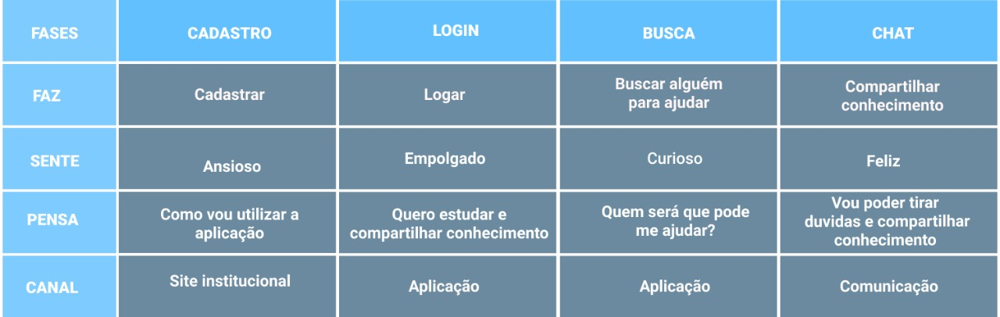 FASES
CADASTRO
LOGIN
BUSCA
CHAT
FAZ
Cadastrar
Logar
Buscar alguém
para ajudar
Compartilhar
conhecimento
SENTE
Ansioso
Empolgado
Curioso
Feliz
PENSA
Como vou utilizar a
aplicação
Quero estudar e
compartilhar conhecimento
Quem será que pode
me ajudar?
Vou poder tirar
duvidas e compartilhar
conhecimento
CANAL
Site institucional
Aplicação
Aplicação
Comunicação